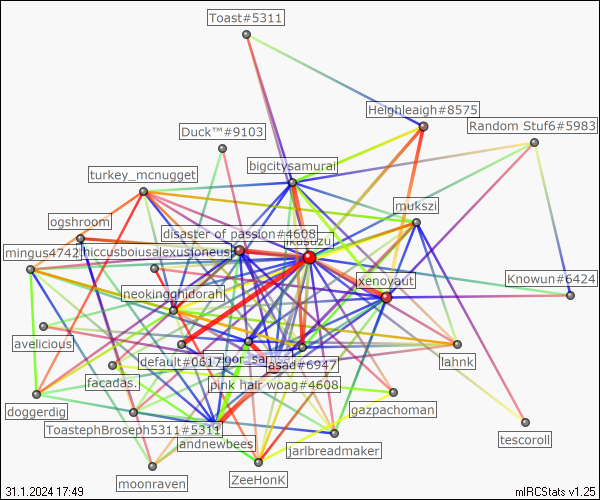 Toast#5311
Heighleaigh#8575
Random Stuf6#5983
Duck™#9103
bigcitysamurai
turkey_mcnugget
mukszi
ogshroom
disaster of passion#4608
mingus4742
hiccusboiusalexusjoneus
xenoyaut
Knowun#6424
neokingghidorah
avelicious
default#0617
asad#6947
lahnk
facadas.
pink hair woag#4608
doggerdig
gazpachoman
ToastephBroseph5311#5311
andnewbees
jarlbreadmaker
tescoroll
moonraven
ZeeHonK
31.1.2024 17:49
mIRCStats v1.25